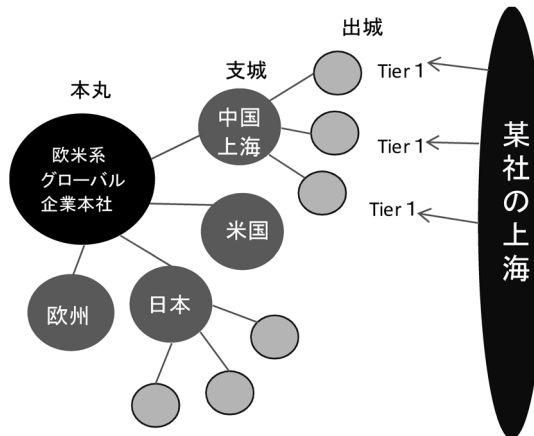 出城
支城
本丸
Tier 1
中国
上海
Tier 1
欧米系
グローバル
企業本社
Tier 1
米国
欧州
日本
某社の上海